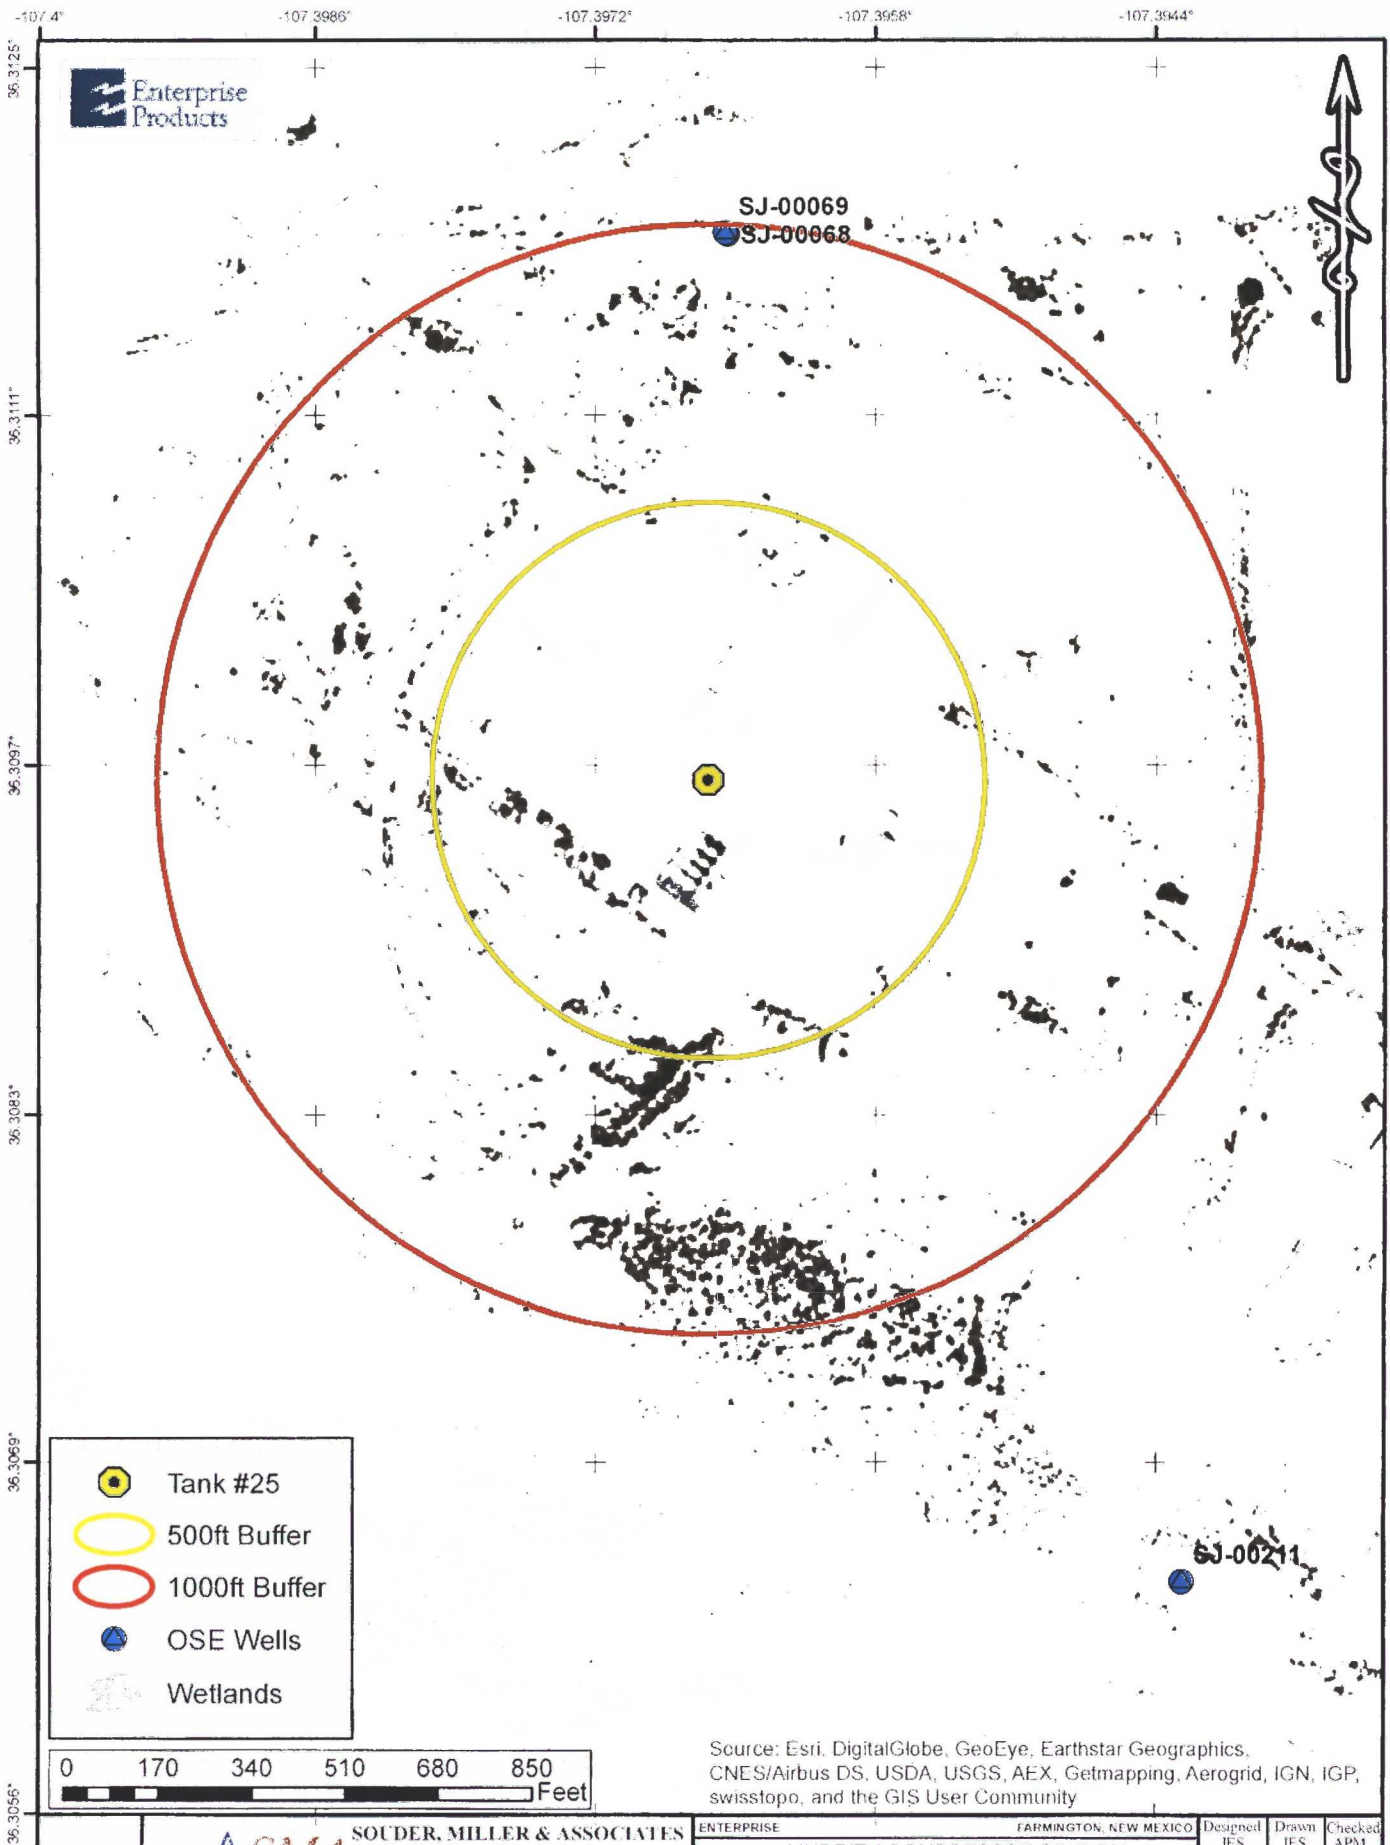 -107.4° -107.3986° -107.3972° -107.3958° -107.3944°
36.3125°
Enterprise
Products
SJ-00069
SJ-00068
36.3111°
36.3097°
36.3083°
36.3069°
Tank #25
500ft Buffer
1000ft Buffer
OSE Wells
Wetlands
SJ-00211
0 170 340 510 680 850
Feet
Source: Esri, DigitalGlobe, GeoEye, Earthstar Geographics,
CNES/Airbus DS, USDA, USGS, AEX, Getmapping, Aerogrid, IGN, IGP,
swisstopo, and the GIS User Community
36.3056°
SOUDER, MILLER & ASSOCIATES
ENTERPRISE FARMINGTON, NEW MEXICO
Designed Drawn Checked